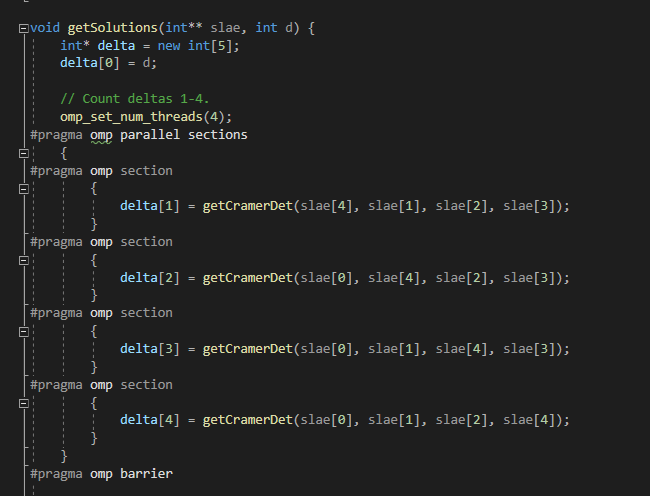 void getSolutions(int** slae, int d) {
int* delta = new int[5];
delta[0] = d;
// Count deltas 1-4.
omp_set_num_threads(4);
#pragma omp parallel sections
{
#pragma omp section
{
delta[1] = getCramerDet(slae[4], slae[1], slae[2], slae[3]);
}
#pragma omp section
{
delta[2] = getCramerDet(slae[0], slae[4], slae[2], slae[3]);
}
#pragma omp section
{
delta[3] = getCramerDet(slae[0], slae[1], slae[4], slae[3]);
}
#pragma omp section
{
delta[4] = getCramerDet(slae[0], slae[1], slae[2], slae[4]);
}
}
#pragma omp barrier